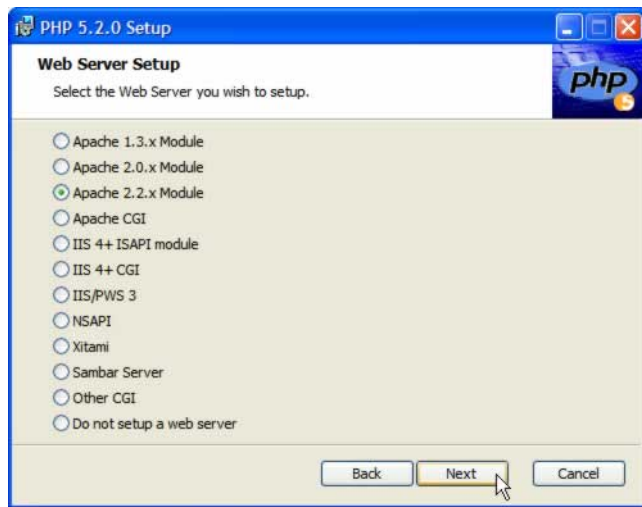 PHP 5.2.0 Setup
Web Server Setup
Select the Web Server you wish to setup.
php
5
Apache 1.3.x Module
Apache 2.0.x Module
Apache 2.2.x Module
Apache CGI
IIS 4+ ISAPI module
IIS 4+ CGI
IIS/PWS 3
NSAPI
Xitami
Sambar Server
Other CGI
Do not setup a web server
Back Next Cancel